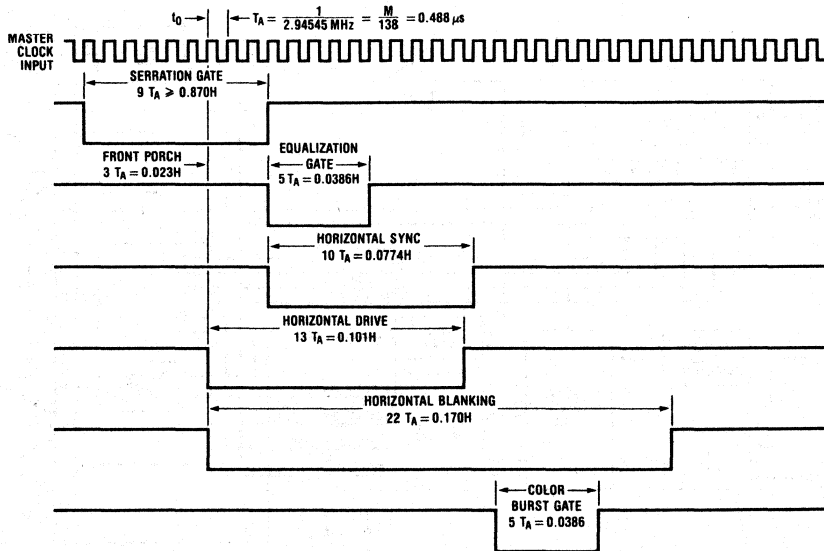 t0 T_A = 1 / 2.94545 MHz = M / 138 = 0.488 μs
MASTER
CLOCK
INPUT
SERRATION GATE
9 T_A ⩾ 0.870H
FRONT PORCH
3 T_A = 0.023H
EQUALIZATION
GATE
5 T_A = 0.0386H
HORIZONTAL SYNC
10 T_A = 0.0774H
HORIZONTAL DRIVE
13 T_A = 0.101H
HORIZONTAL BLANKING
22 T_A = 0.170H
COLOR
BURST GATE
5 T_A = 0.0386